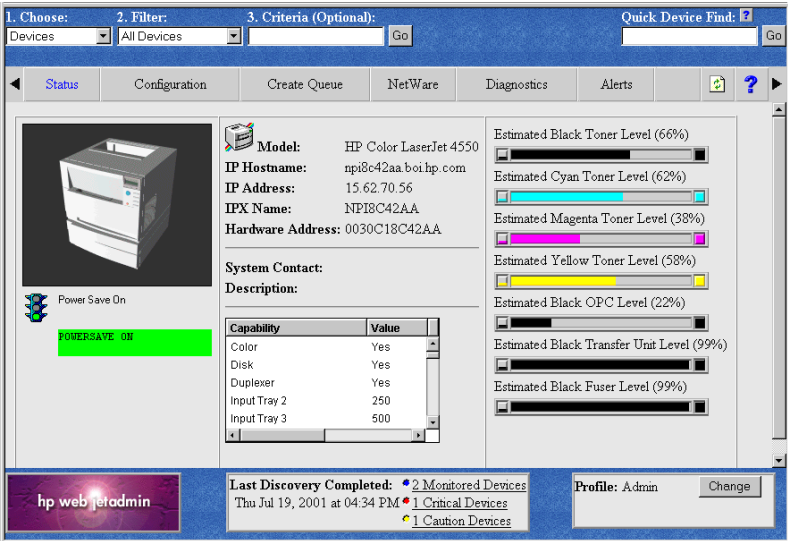 1. Choose: 2. Filter: 3. Criteria (Optional): Quick Device Find: ?
Devices All Devices Go Go
Status Configuration Create Queue NetWare Diagnostics Alerts ?
Model: HP Color LaserJet 4550
IP Hostname: npi8c42aa.boi.hp.com
IP Address: 15.62.70.56
IPX Name: NPI8C42AA
Hardware Address: 0030C18C42AA
System Contact:
Description:
Power Save On
POWERSAVE ON
Capability Value
Color Yes
Disk Yes
Duplexer Yes
Input Tray 2 250
Input Tray 3 500
Estimated Black Toner Level (66%)
Estimated Cyan Toner Level (62%)
Estimated Magenta Toner Level (38%)
Estimated Yellow Toner Level (58%)
Estimated Black OPC Level (22%)
Estimated Black Transfer Unit Level (99%)
Estimated Black Fuser Level (99%)
hp web jetadmin
Last Discovery Completed: 2 Monitored Devices
Thu Jul 19, 2001 at 04:34 PM 1 Critical Devices
1 Caution Devices
Profile: Admin Change